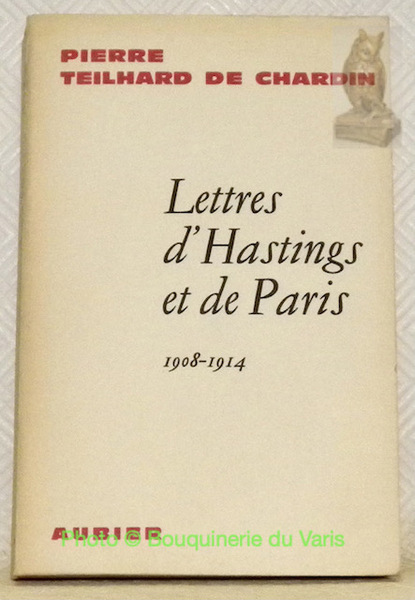 PIERRE
TEILHARD DE CHARDIN
Lettres
d'Hastings
et de Paris
1908-1914
AUBIER
Photo © Bouquinerie du Varis